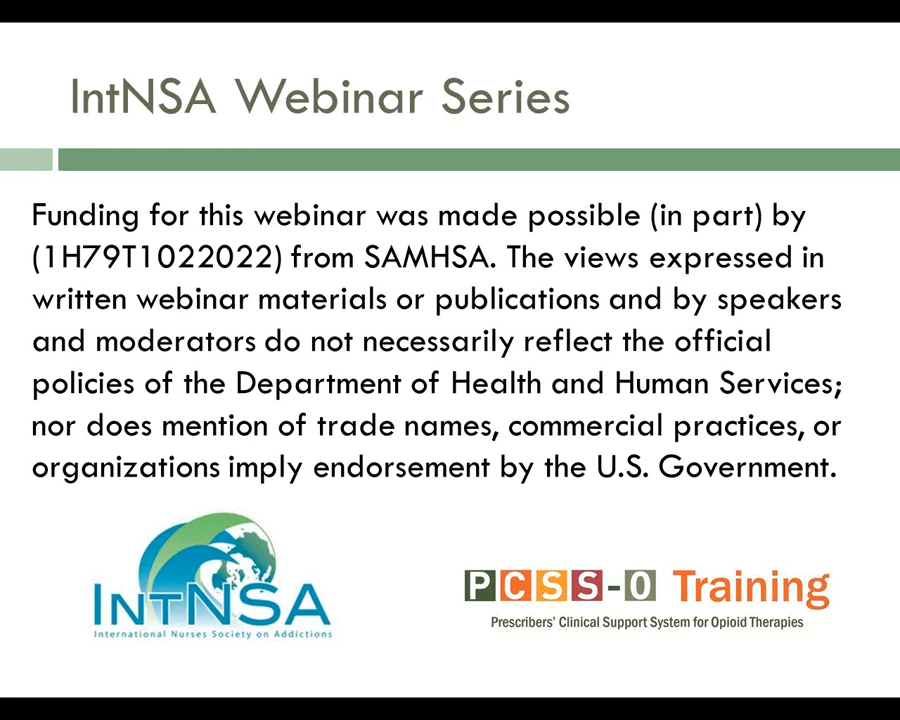 IntNSA Webinar Series
Funding for this webinar was made possible (in part) by
(1H79T1022022) from SAMHSA. The views expressed in
written webinar materials or publications and by speakers
and moderators do not necessarily reflect the official
policies of the Department of Health and Human Services;
nor does mention of trade names, commercial practices, or
organizations imply endorsement by the U.S. Government.
INTNSA
International Nurses Society on Addictions
PCSS-O Training
Prescribers' Clinical Support System for Opioid Therapies